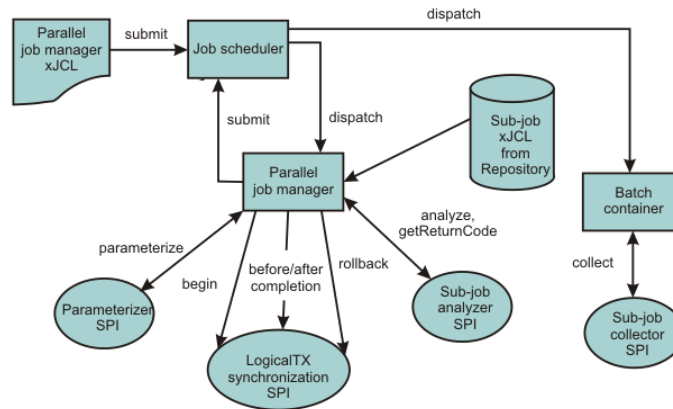 Parallel
job manager
xJCL
submit
Job scheduler
dispatch
submit
dispatch
Sub-job
xJCL
from
Repository
Parallel
job manager
Batch
container
parameterize
begin
before/after
completion
rollback
analyze,
getReturnCode
collect
Parameterizer
SPI
LogicalTX
synchronization
SPI
Sub-job
analyzer
SPI
Sub-job
collector
SPI